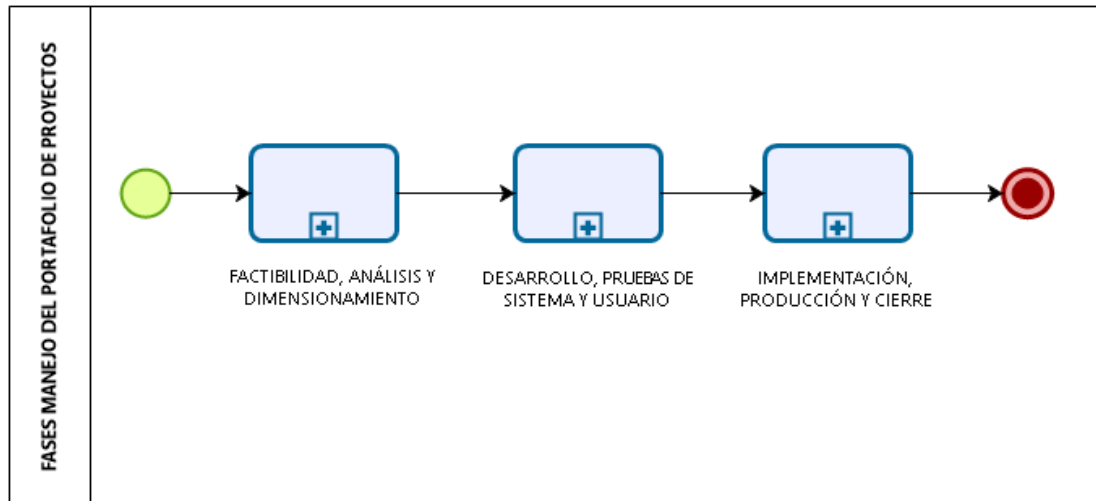 FASES MANEJO DEL PORTAFOLIO DE PROYECTOS
FACTIBILIDAD, ANÁLISIS Y
DIMENSIONAMIENTO
DESARROLLO, PRUEBAS DE
SISTEMA Y USUARIO
IMPLEMENTACIÓN,
PRODUCCIÓN Y CIERRE